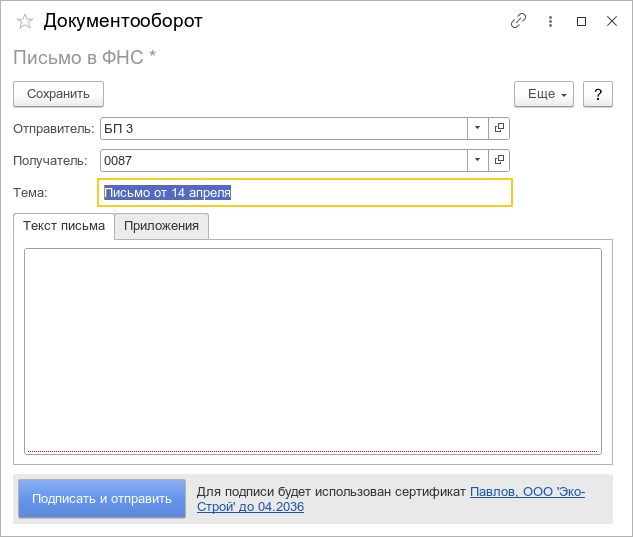 Документооборот
Письмо в ФНС *
Сохранить
Еще
?
Отправитель: БП 3
Получатель: 0087
Тема: Письмо от 14 апреля
Текст письма Приложения
Подписать и отправить
Для подписи будет использован сертификат Павлов, ООО 'Эко-
Строй' до 04.2036